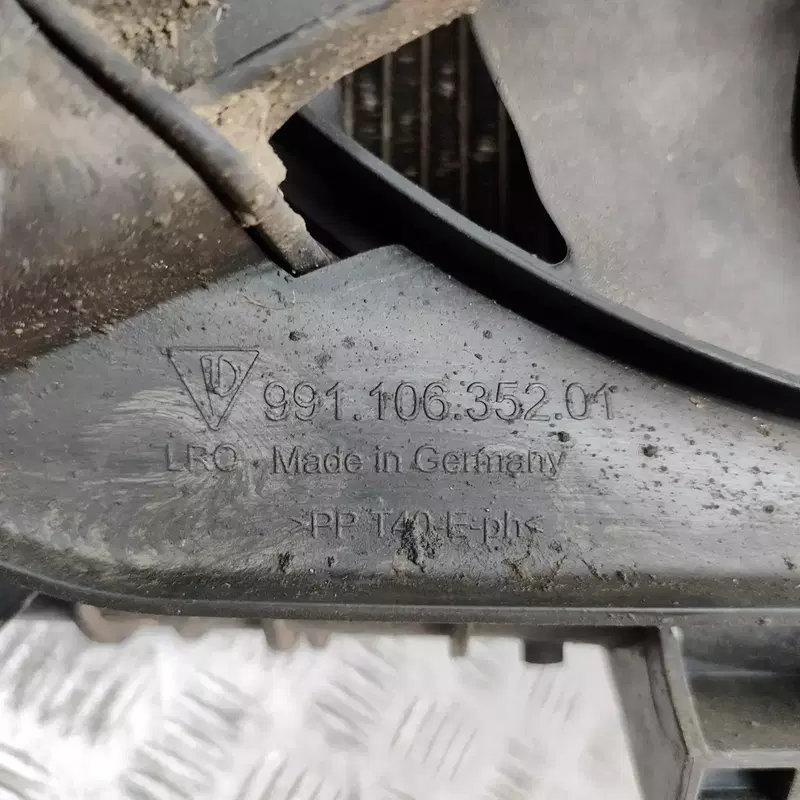 991.106.352.01
LRO. Made in Germany
>PP T40-E-ph<